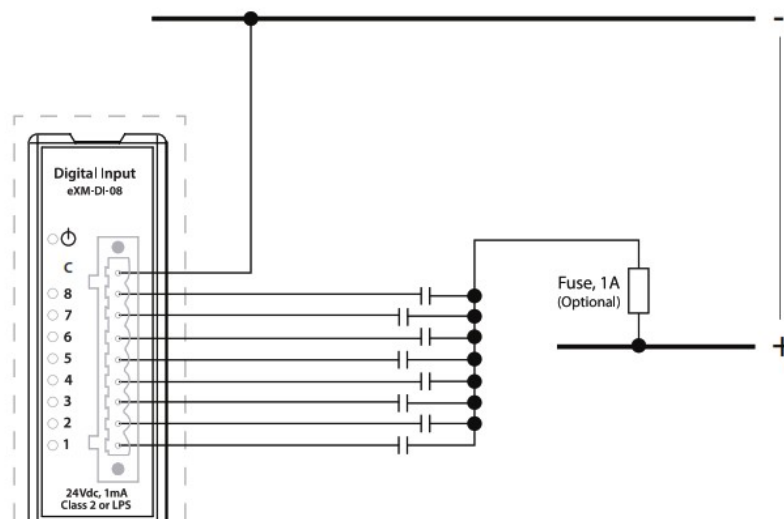 -
Digital Input
eXM-DI-08
C
8
7
6
5
4
3
2
1
24Vdc, 1mA
Class 2 or LPS
Fuse, 1A
(Optional)
+